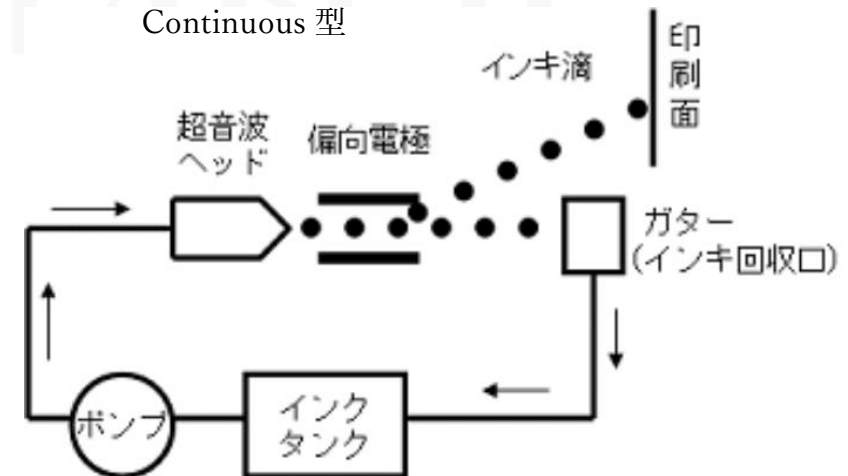 Continuous 型
インキ滴
印刷面
超音波
ヘッド
偏向電極
ガター
(インキ回収口)
ポンプ
インク
タンク